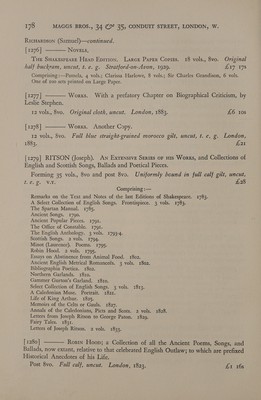 178 MAGGS BROS., 34 & 35, CONDUIT STREET, LONDON, W.
RICHARDSON (Samuel)—continued.
[1276] ——— NOVELS.
THE SHAKESPEARE HEAD EDITION. LARGE PAPER COPIES. 18 vols., 8vo. Original
half buckram, uncut, t. e. g. Stratford-on-Avon, 1929. £17 17s
Comprising:—Pamela, 4 vols.; Clarissa Harlowe, 8 vols.; Sir Charles Grandison, 6 vols.
One of 100 sets printed on Large Paper.
[1277] ——— WORKS. With a prefatory Chapter on Biographical Criticism, by
Leslie Stephen.
12 vols., 8vo. Original cloth, uncut. London, 1883. £6 10s
[1278] ——— WORKS. Another Copy.
12 vols., 8vo. Full blue straight-grained morocco gilt, uncut, t. e. g. London,
1883. £21
[1279] RITSON (Joseph). AN EXTENSIVE SERIES OF HIS WORKS, and Collections of
English and Scottish Songs, Ballads and Poetical Pieces.
Forming 35 vols., 8vo and post 8vo. Uniformly bound in full calf gilt, uncut,
t. e. g. V.Y. £28
Comprising:—
Remarks on the Text and Notes of the last Editions of Shakespeare. 1783.
A Select Collection of English Songs. Frontispiece. 3 vols. 1783.
The Spartan Manual. 1785.
Ancient Songs. 1790.
Ancient Popular Pieces. 1791.
The Office of Constable. 1791.
The English Anthology. 3 vols. 1793-4.
Scottish Songs. 2 vols. 1794.
Minot (Laurence). Poems. 1795.
Robin Hood. 2 vols. 1795.
Essays on Abstinence from Animal Food. 1802.
Ancient English Metrical Romanceës. 3 vols. 1802.
Bibliographia Poetica. 1802.
Northern Garlands. 1810.
Gammer Gurton's Garland. 1810.
Select Collection of English Songs. 3 vols. 1813.
A Caledonian Muse. Portrait. 1821.
Life of King Arthur. 1825.
Memoirs of the Celts or Gauls. 1827.
Annals of the Caledonians, Picts and Scots. 2 vols. 1828.
Letters from Joseph Ritson to George Paton. 1829.
Fairy Tales. 1831.
Letters of Joseph Ritson. 2 vols. 1833.
[1280] ——— ROBIN HOOD; a Collection of all the Ancient Poems, Songs, and
Ballads, now extant, relative to that celebrated English Outlaw; to which are prefixed
Historical Anecdotes of his Life.
Post 8vo. Full calf, uncut. London, 1823. £1 16s